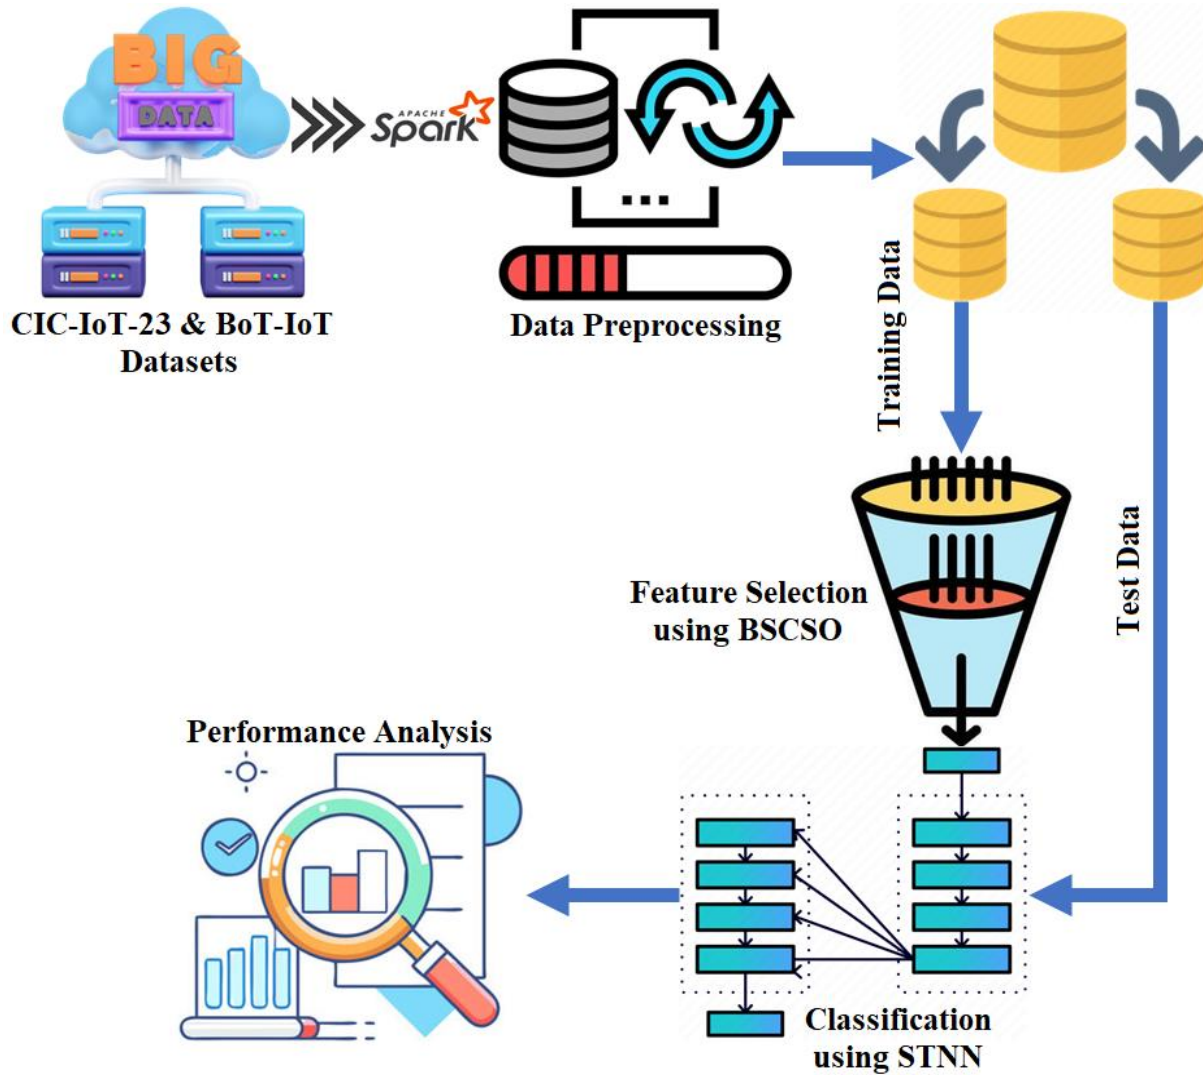 BIG
DATA
APACHE
Spark
CIC-IoT-23 & BoT-IoT
Datasets
Data Preprocessing
Training Data
Test Data
Feature Selection
using BSCSO
Performance Analysis
Classification
using STNN